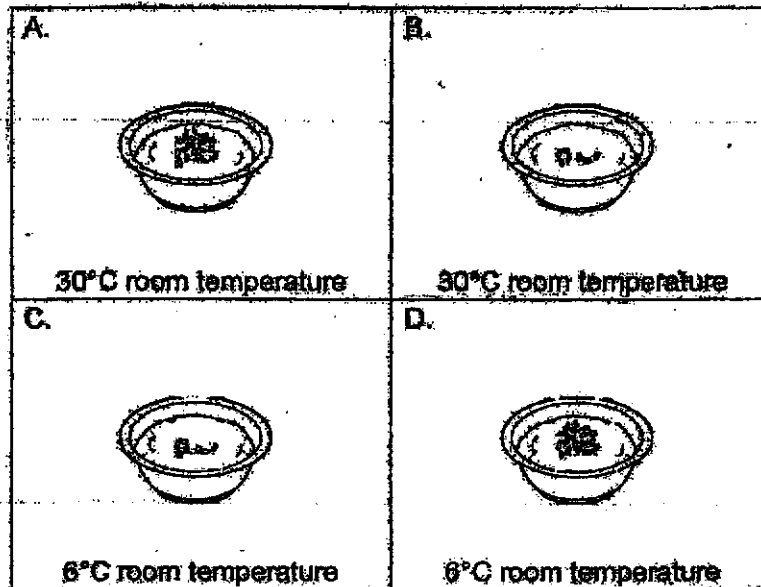 A.
B.
30°C room temperature
30°C room temperature
C.
D.
6°C room temperature
6°C room temperature